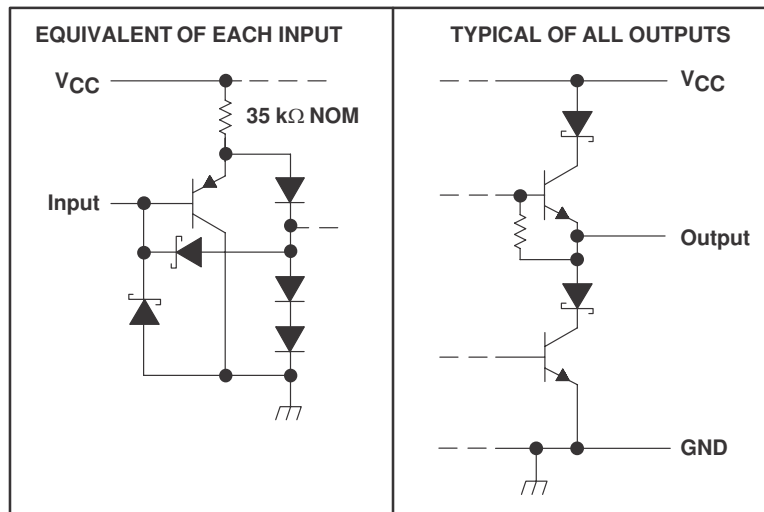 EQUIVALENT OF EACH INPUT
VCC
35 kΩ NOM
Input
TYPICAL OF ALL OUTPUTS
VCC
Output
GND